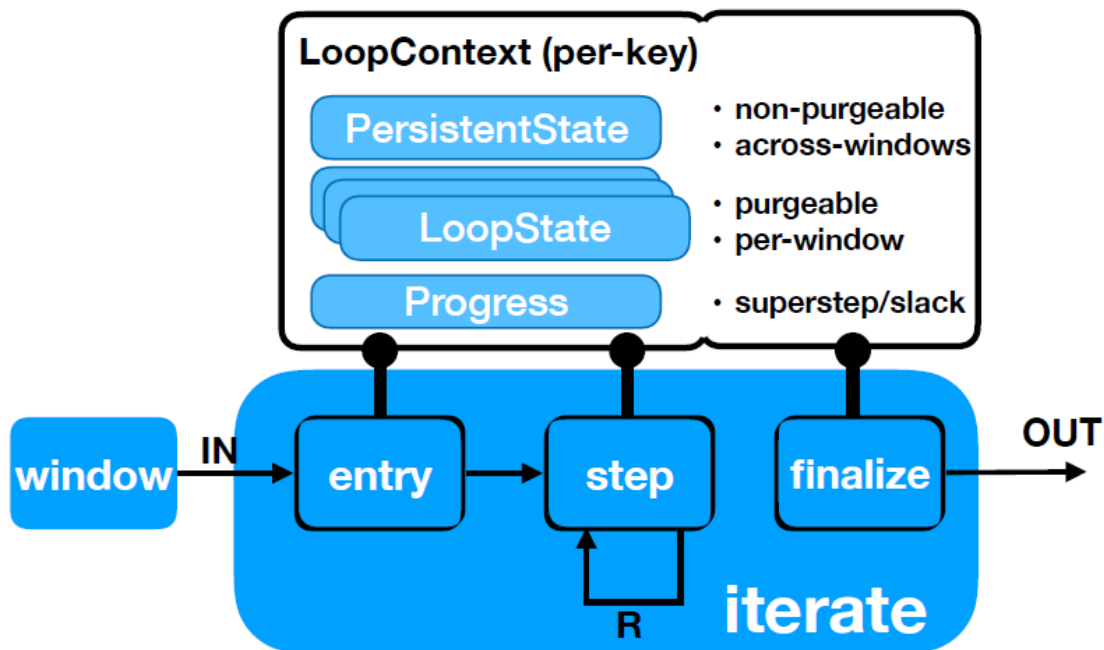 LoopContext (per-key)
PersistentState
· non-purgeable
· across-windows
LoopState
· purgeable
· per-window
Progress
· superstep/slack
window
IN
entry
step
finalize
OUT
R
iterate